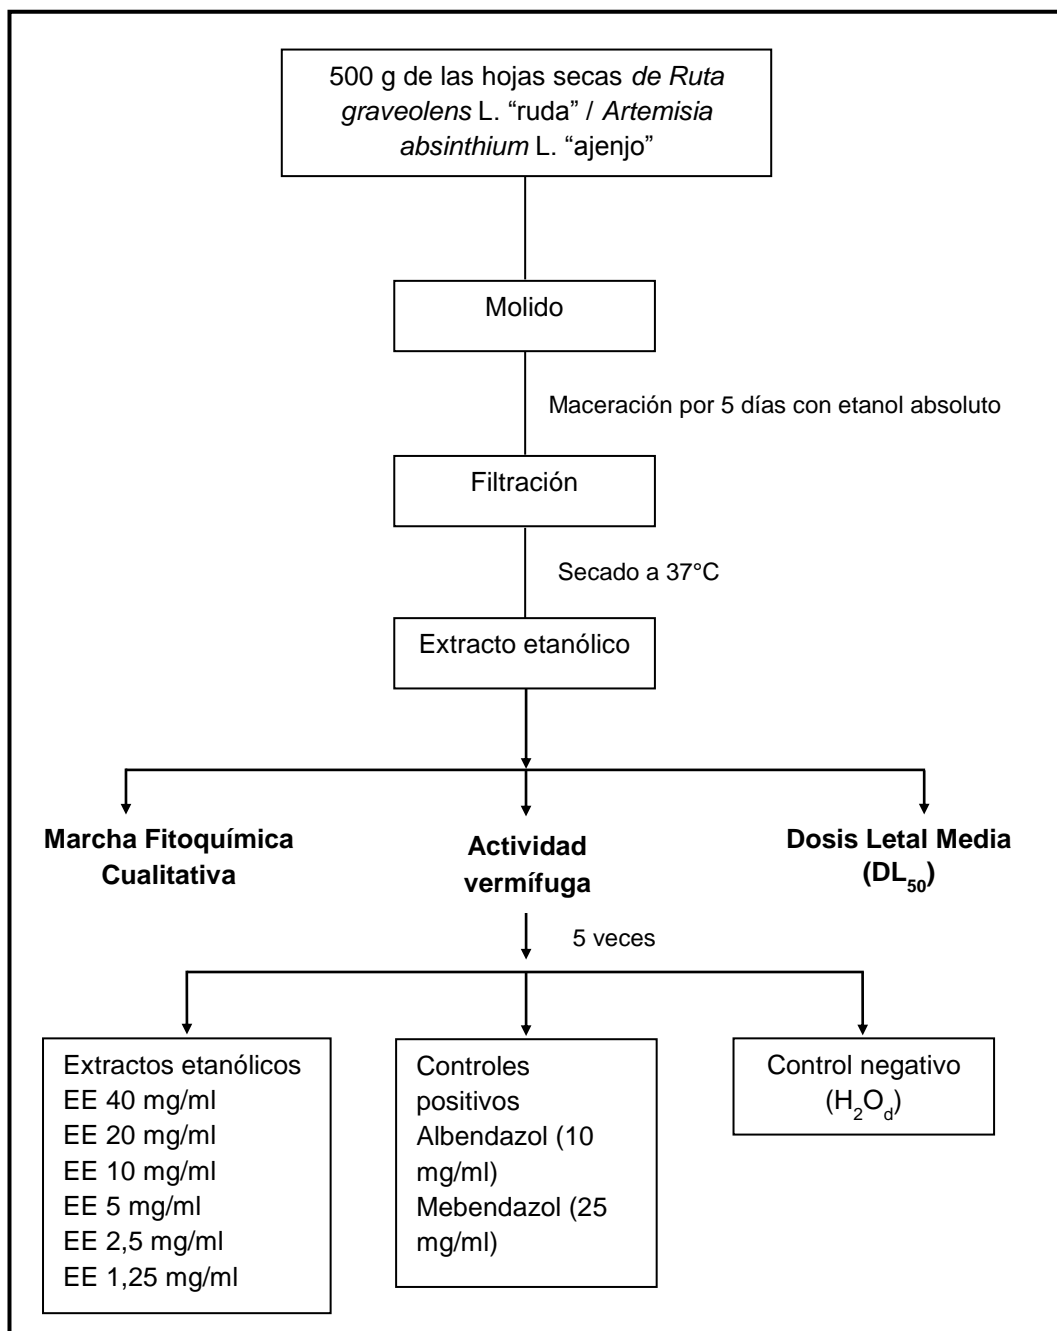 500 g de las hojas secas de Ruta
graveolens L. “ruda” / Artemisia
absinthium L. “ajenjo”
Molido
Maceración por 5 días con etanol absoluto
Filtración
Secado a 37°C
Extracto etanólico
Marcha Fitoquímica
Cualitativa
Actividad
vermífuga
Dosis Letal Media
(DL50)
5 veces
Extractos etanólicos
EE 40 mg/ml
EE 20 mg/ml
EE 10 mg/ml
EE 5 mg/ml
EE 2,5 mg/ml
EE 1,25 mg/ml
Controles
positivos
Albendazol (10
mg/ml)
Mebendazol (25
mg/ml)
Control negativo
(H2Od)